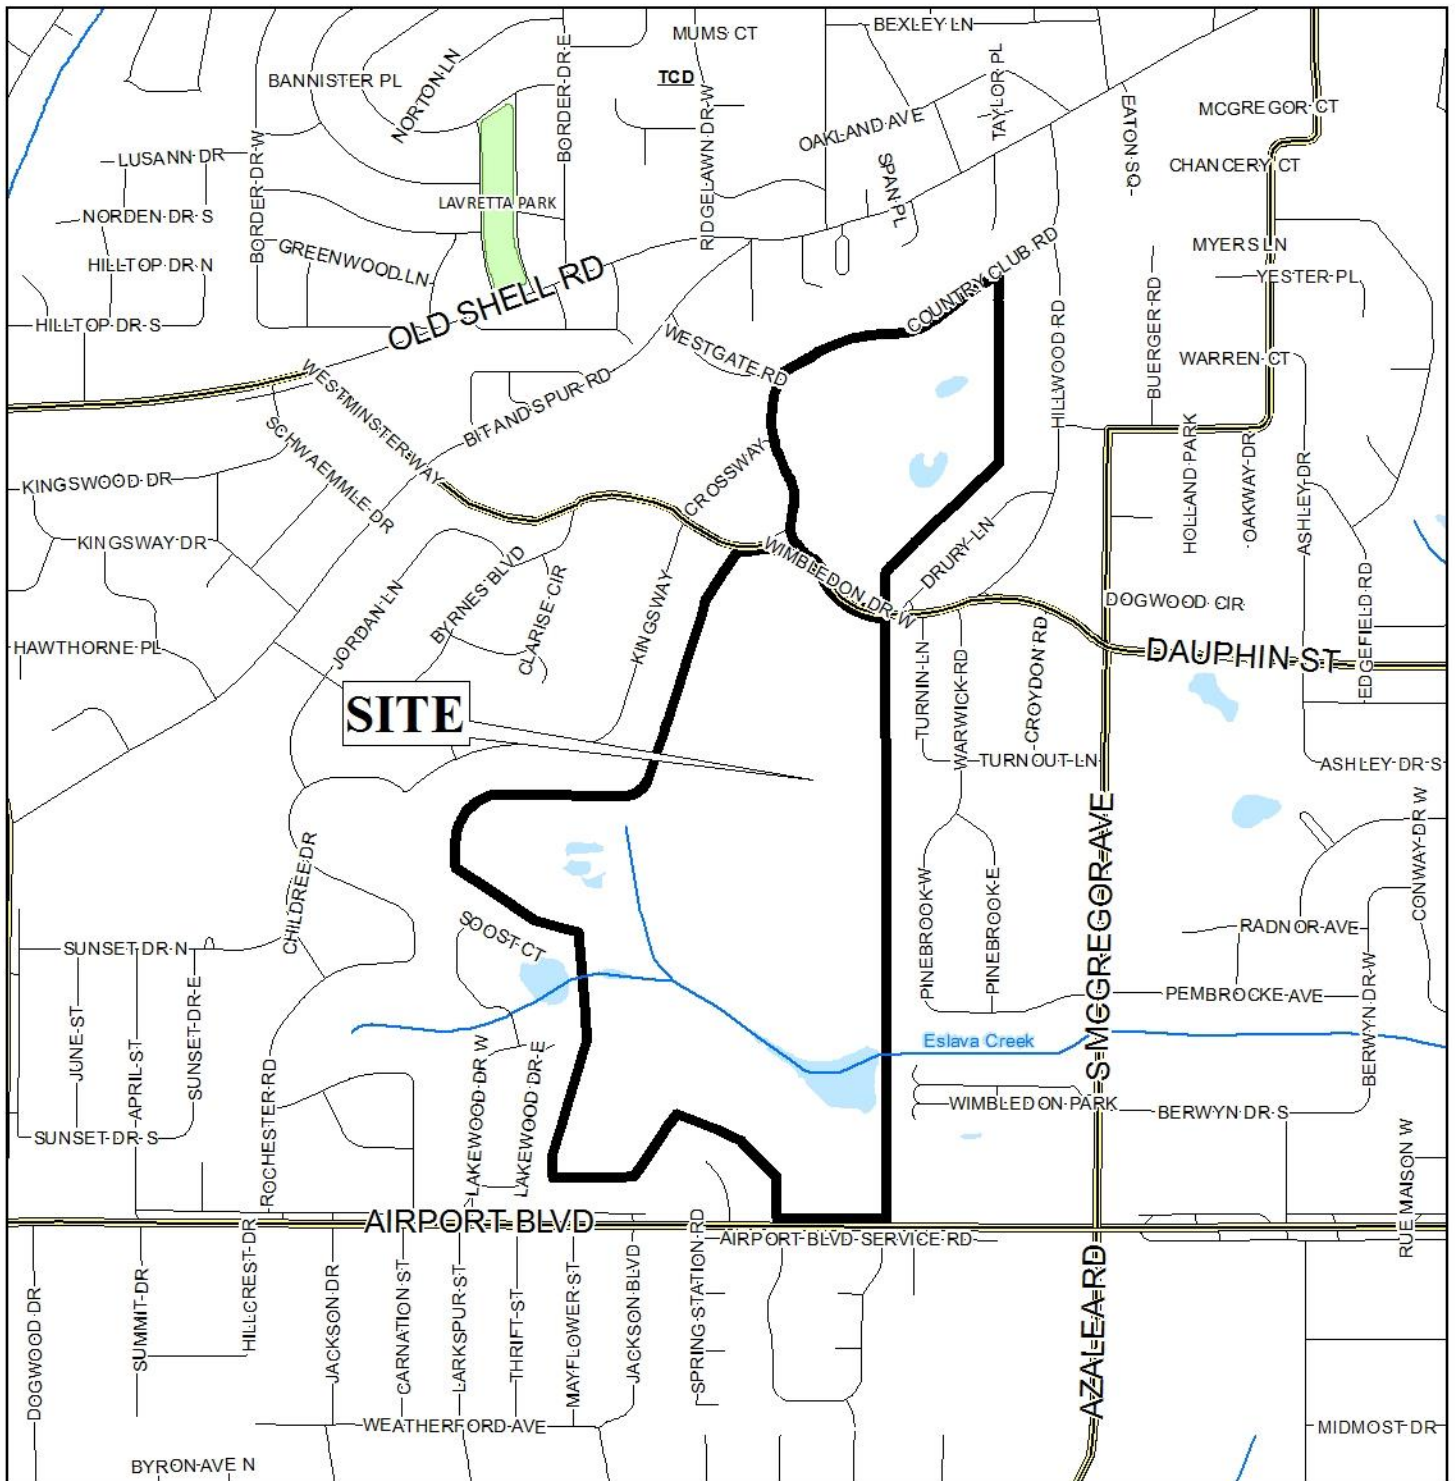 BEXLEY LN
MUMS CT
BANNISTER PL
NORTON LN
BORDER DR E
TCD
TAYLOR PL
RIDGELAWN DR W
EATON SQ
MCGREGOR CT
OAKLAND AVE
LUSANN DR
BORDER DR W
CHANCERY CT
SPAN PL
LAVRETTA PARK
NORDEN DR S
GREENWOOD LN
MYERS LN
HILLTOP DR N
OLD SHELL RD
COUNTRY CLUB RD
YESTER PL
HILLTOP DR S
WESTGATE RD
HILLWOOD RD
BUERGER RD
WARREN CT
WESTMINSTER WAY
BIT AND SPUR RD
SCHWAEMMLE DR
CROSSWAY
HOLLAND PARK
OAKWAY DR
ASHLEY DR
KINGSWOOD DR
KINGSWAY DR
BYRNES BLVD
WIMBLEDON DR W
DRURY LN
JORDAN LN
CLARISE CIR
KINGSWAY
DOGWOOD CIR
EDGEFIELD RD
HAWTHORNE PL
DAUPHIN ST
SITE
TURNIN LN
WARWICK RD
CROYDON RD
TURNOUT LN
ASHLEY DR S
S MCGREGOR AVE
CONWAY DR W
CHILDREE DR
SOOST CT
PINEBROOK W
PINEBROOK E
RADNOR AVE
SUNSET DR N
PEMBROCKE AVE
BERWYN DR W
JUNE ST
APRIL ST
SUNSET DR E
Eslava Creek
ROCHESTER RD
LAKEWOOD DR W
LAKEWOOD DR E
WIMBLEDON PARK
BERWYN DR S
SUNSET DR S
RUE MAISON W
AIRPORT BLVD
AIRPORT BLVD SERVICE RD
DOGWOOD DR
SUMMIT DR
HILLCREST DR
JACKSON DR
CARNATION ST
LARKSPUR ST
THRIFT ST
MAYFLOWER ST
JACKSON BLVD
SPRING STATION RD
AZALEA RD
WEATHERFORD AVE
MIDMOST DR
BYRON AVE N